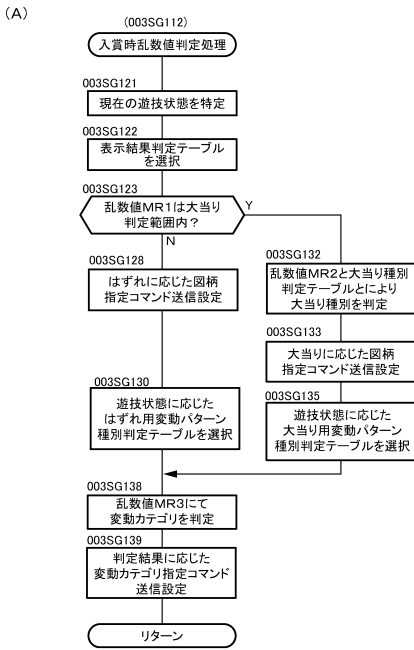 (A)
(003SG112)
入賞時乱数値判定処理
003SG121
現在の遊技状態を特定
003SG122
表示結果判定テーブル
を選択
003SG123
乱数値MR1は大当り
判定範囲内?
Y
N
003SG128
はずれに応じた図柄
指定コマンド送信設定
003SG130
遊技状態に応じた
はずれ用変動パターン
種別判定テーブルを選択
003SG132
乱数値MR2と大当り種別
判定テーブルとにより
大当り種別を判定
003SG133
大当りに応じた図柄
指定コマンド送信設定
003SG135
遊技状態に応じた
大当り用変動パターン
種別判定テーブルを選択
003SG138
乱数値MR3にて
変動カテゴリを判定
003SG139
判定結果に応じた
変動カテゴリ指定コマンド
送信設定
リターン